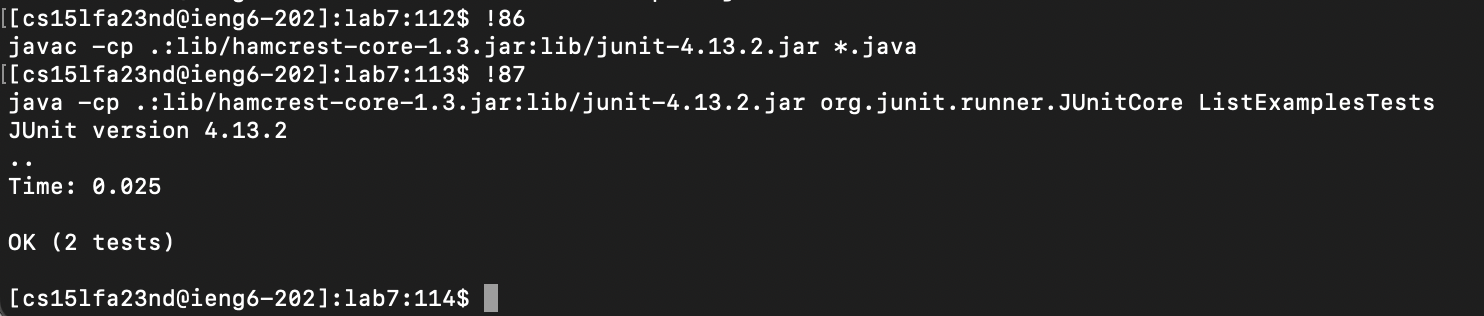 [[cs15lfa23nd@ieng6-202]:lab7:112$ !86
javac -cp .:lib/hamcrest-core-1.3.jar:lib/junit-4.13.2.jar *.java
[[cs15lfa23nd@ieng6-202]:lab7:113$ !87
java -cp .:lib/hamcrest-core-1.3.jar:lib/junit-4.13.2.jar org.junit.runner.JUnitCore ListExamplesTests
JUnit version 4.13.2
..
Time: 0.025
OK (2 tests)
[cs15lfa23nd@ieng6-202]:lab7:114$